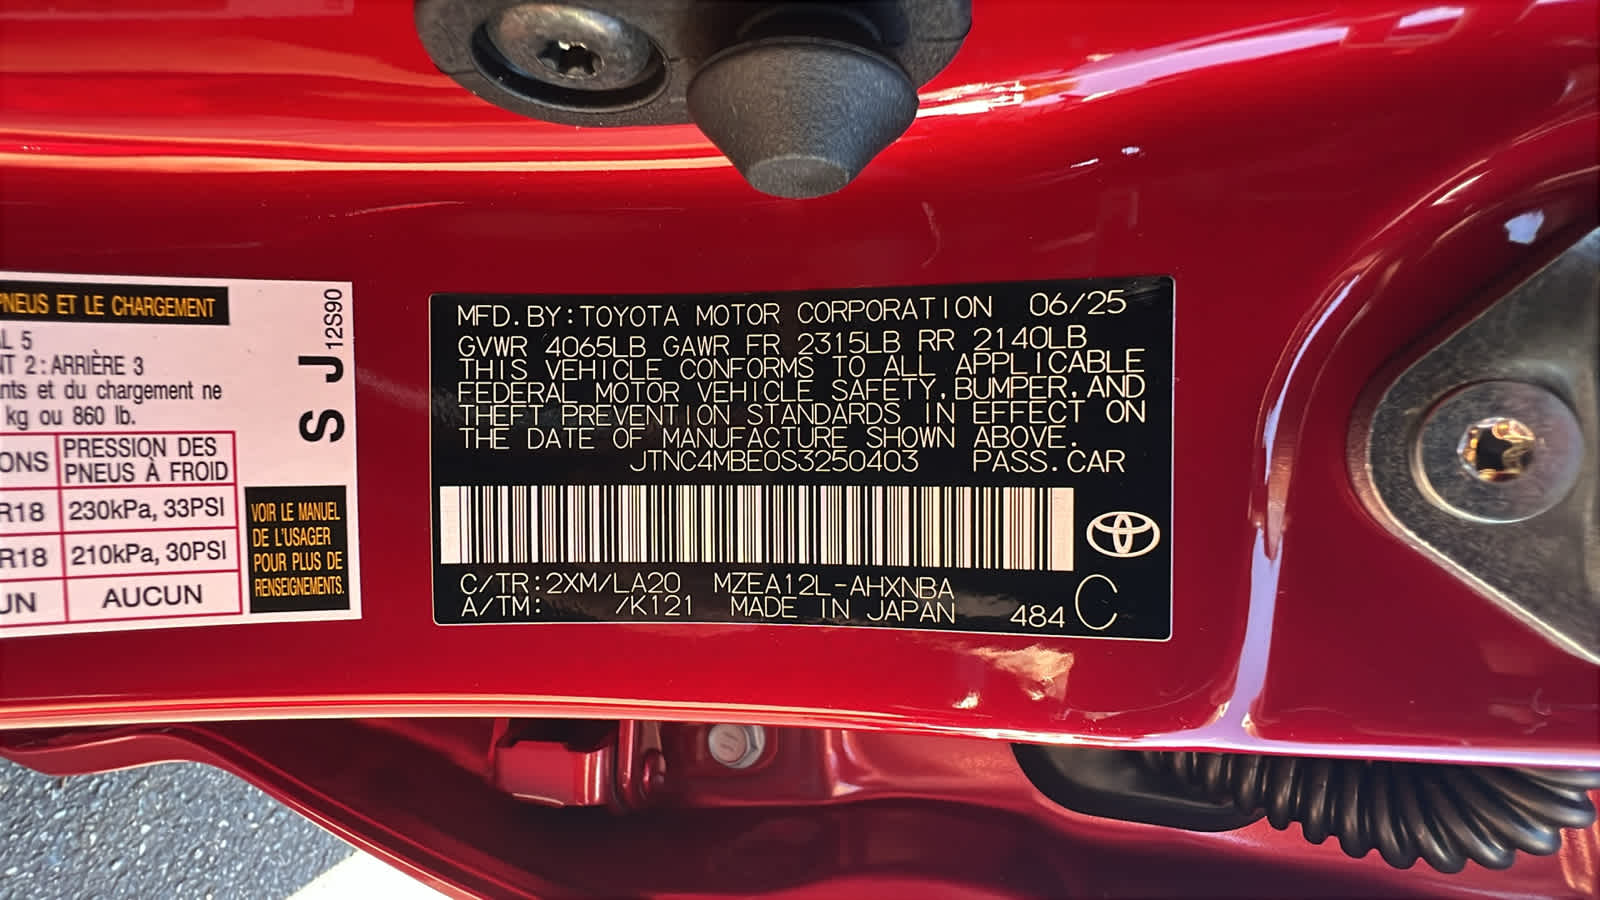 PNEUS ET LE CHARGEMENT
AL 5
NT 2 : ARRIÈRE 3
nts et du chargement ne
kg ou 860 lb.
ONS PRESSION DES PNEUS À FROID
R18 230kPa, 33PSI
R18 210kPa, 30PSI
UN AUCUN
S J 12S90
VOIR LE MANUEL
DE L'USAGER
POUR PLUS DE
RENSEIGNEMENTS.
MFD.BY:TOYOTA MOTOR CORPORATION 06/25
GVWR 4065LB GAWR FR 2315LB RR 2140LB
THIS VEHICLE CONFORMS TO ALL APPLICABLE
FEDERAL MOTOR VEHICLE SAFETY,BUMPER,AND
THEFT PREVENTION STANDARDS IN EFFECT ON
THE DATE OF MANUFACTURE SHOWN ABOVE.
JTNC4MBE0S3250403 PASS.CAR
C/TR:2XM/LA20 MZEA12L-AHXNBA
A/TM: /K121 MADE IN JAPAN 484 C